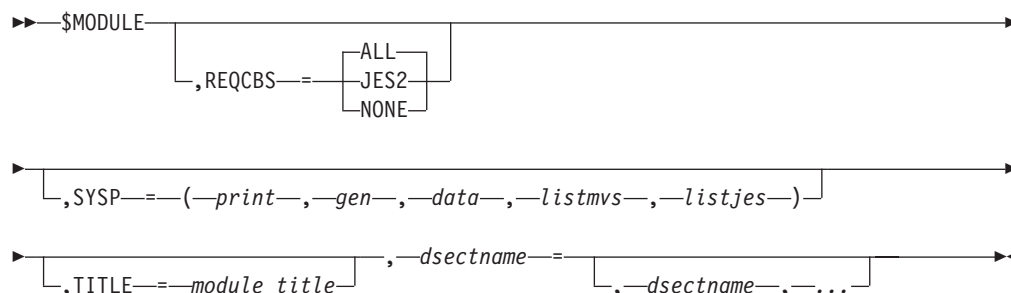 $MODULE
ALL
,REQCBS = JES2
NONE
,SYSP = ( print , gen , data , listmvs , listjes )
, dsectname =
,TITLE = module title , dsectname , ...